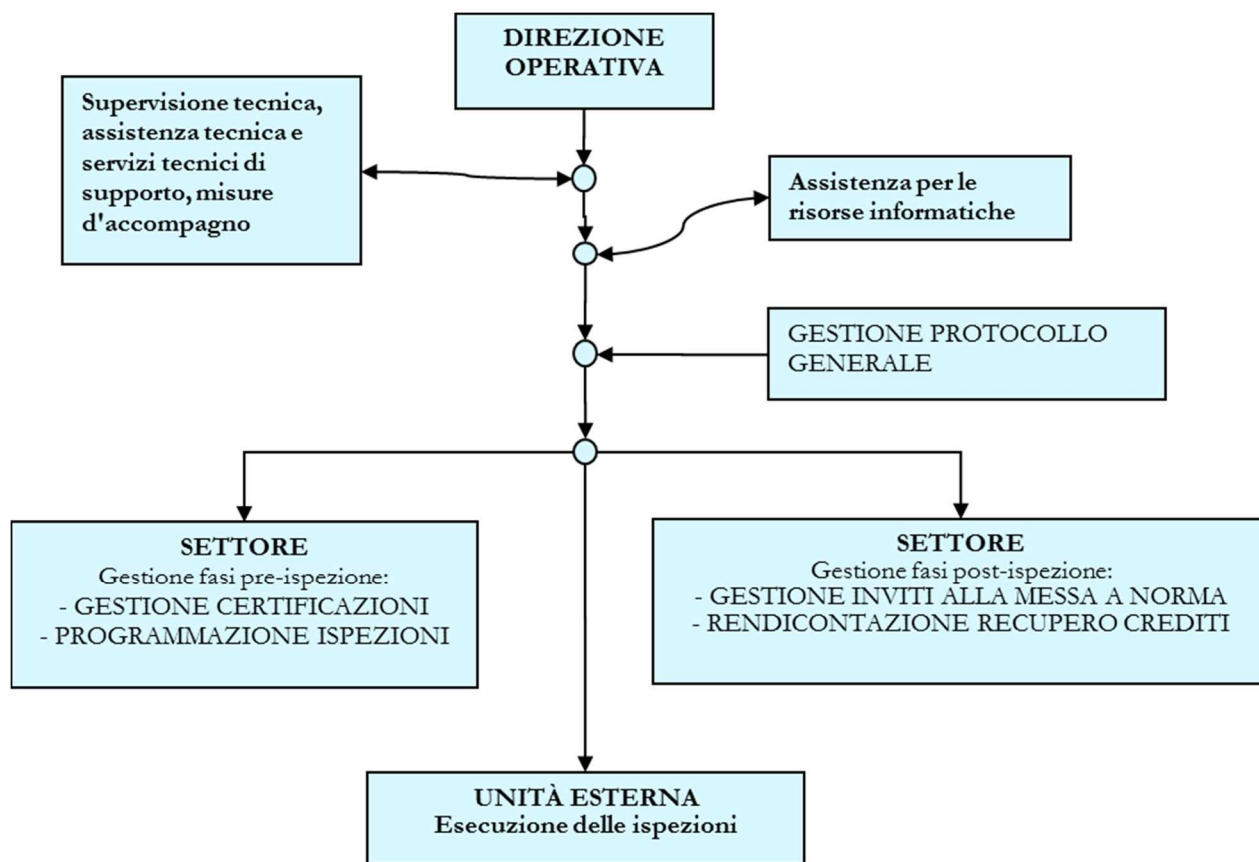 DIREZIONE
OPERATIVA
Supervisione tecnica,
assistenza tecnica e
servizi tecnici di
supporto, misure
d'accompagno
Assistenza per le
risorse informatiche
GESTIONE PROTOCOLLO
GENERALE
SETTORE
Gestione fasi pre-ispezione:
- GESTIONE CERTIFICAZIONI
- PROGRAMMAZIONE ISPEZIONI
SETTORE
Gestione fasi post-ispezione:
- GESTIONE INVITI ALLA MESSA A NORMA
- RENDICONTAZIONE RECUPERO CREDITI
UNITÀ ESTERNA
Esecuzione delle ispezioni